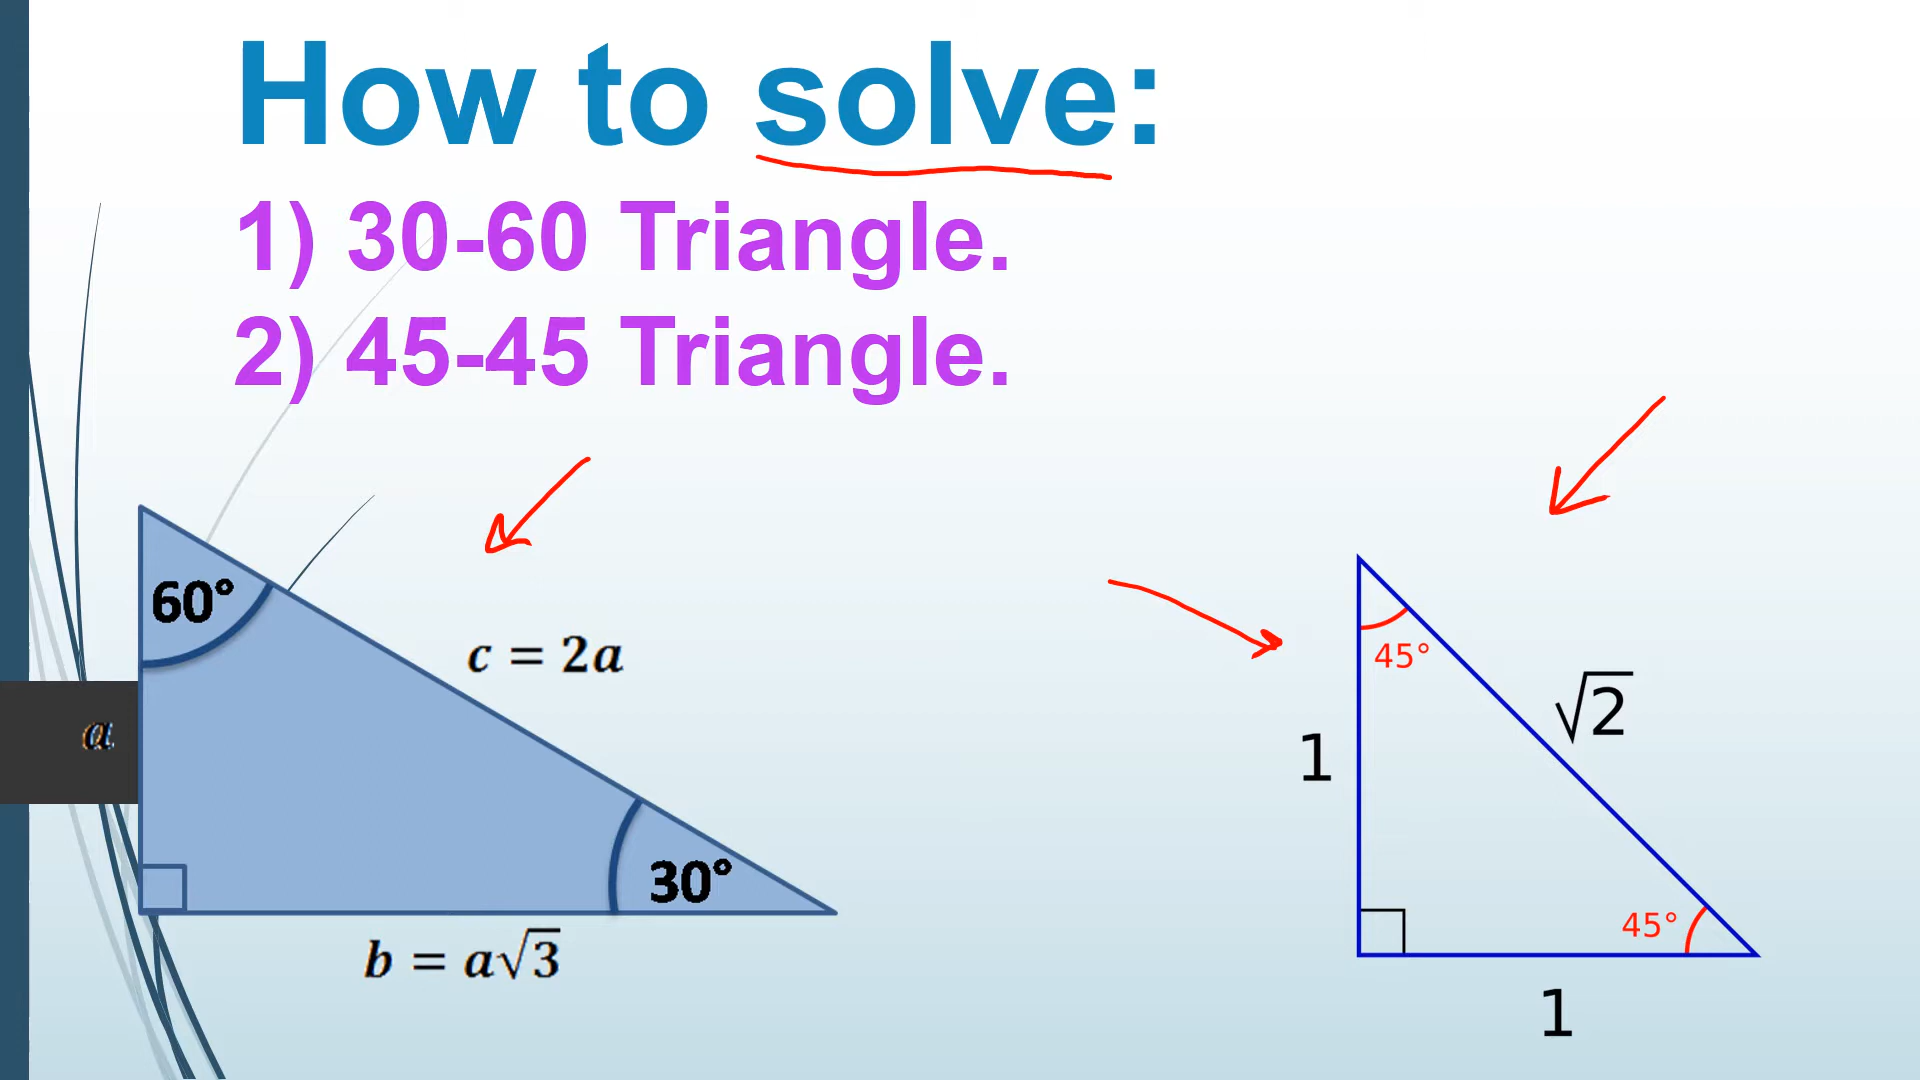 How to solve:
1) 30-60 Triangle.
2) 45-45 Triangle.
60°
c = 2a
a
30°
b = a√3
45°
√2
1
45°
1